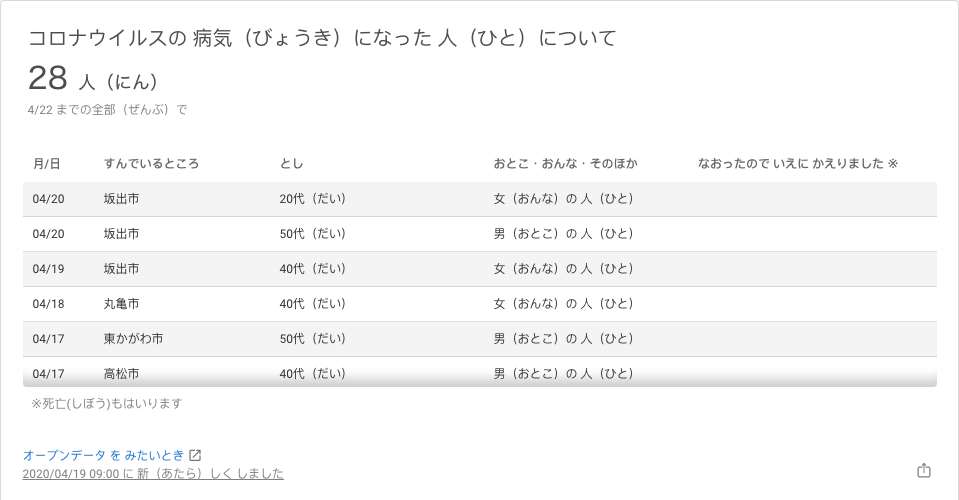 コロナウイルスの 病気（びょうき）になった 人（ひと）について
28 人（にん）
4/22 までの全部（ぜんぶ）で
月/日 すんでいるところ とし おとこ・おんな・そのほか なおったので いえに かえりました ※
04/20 坂出市 20代（だい） 女（おんな）の 人（ひと）
04/20 坂出市 50代（だい） 男（おとこ）の 人（ひと）
04/19 坂出市 40代（だい） 女（おんな）の 人（ひと）
04/18 丸亀市 40代（だい） 女（おんな）の 人（ひと）
04/17 東かがわ市 50代（だい） 男（おとこ）の 人（ひと）
04/17 高松市 40代（だい） 男（おとこ）の 人（ひと）
※死亡(しぼう)もはいります
オープンデータ を みたいとき
2020/04/19 09:00 に 新（あたら）しく しました